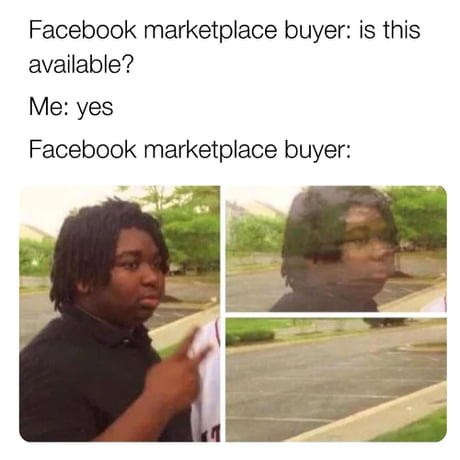 Facebook marketplace buyer: is this
available?
Me: yes
Facebook marketplace buyer: